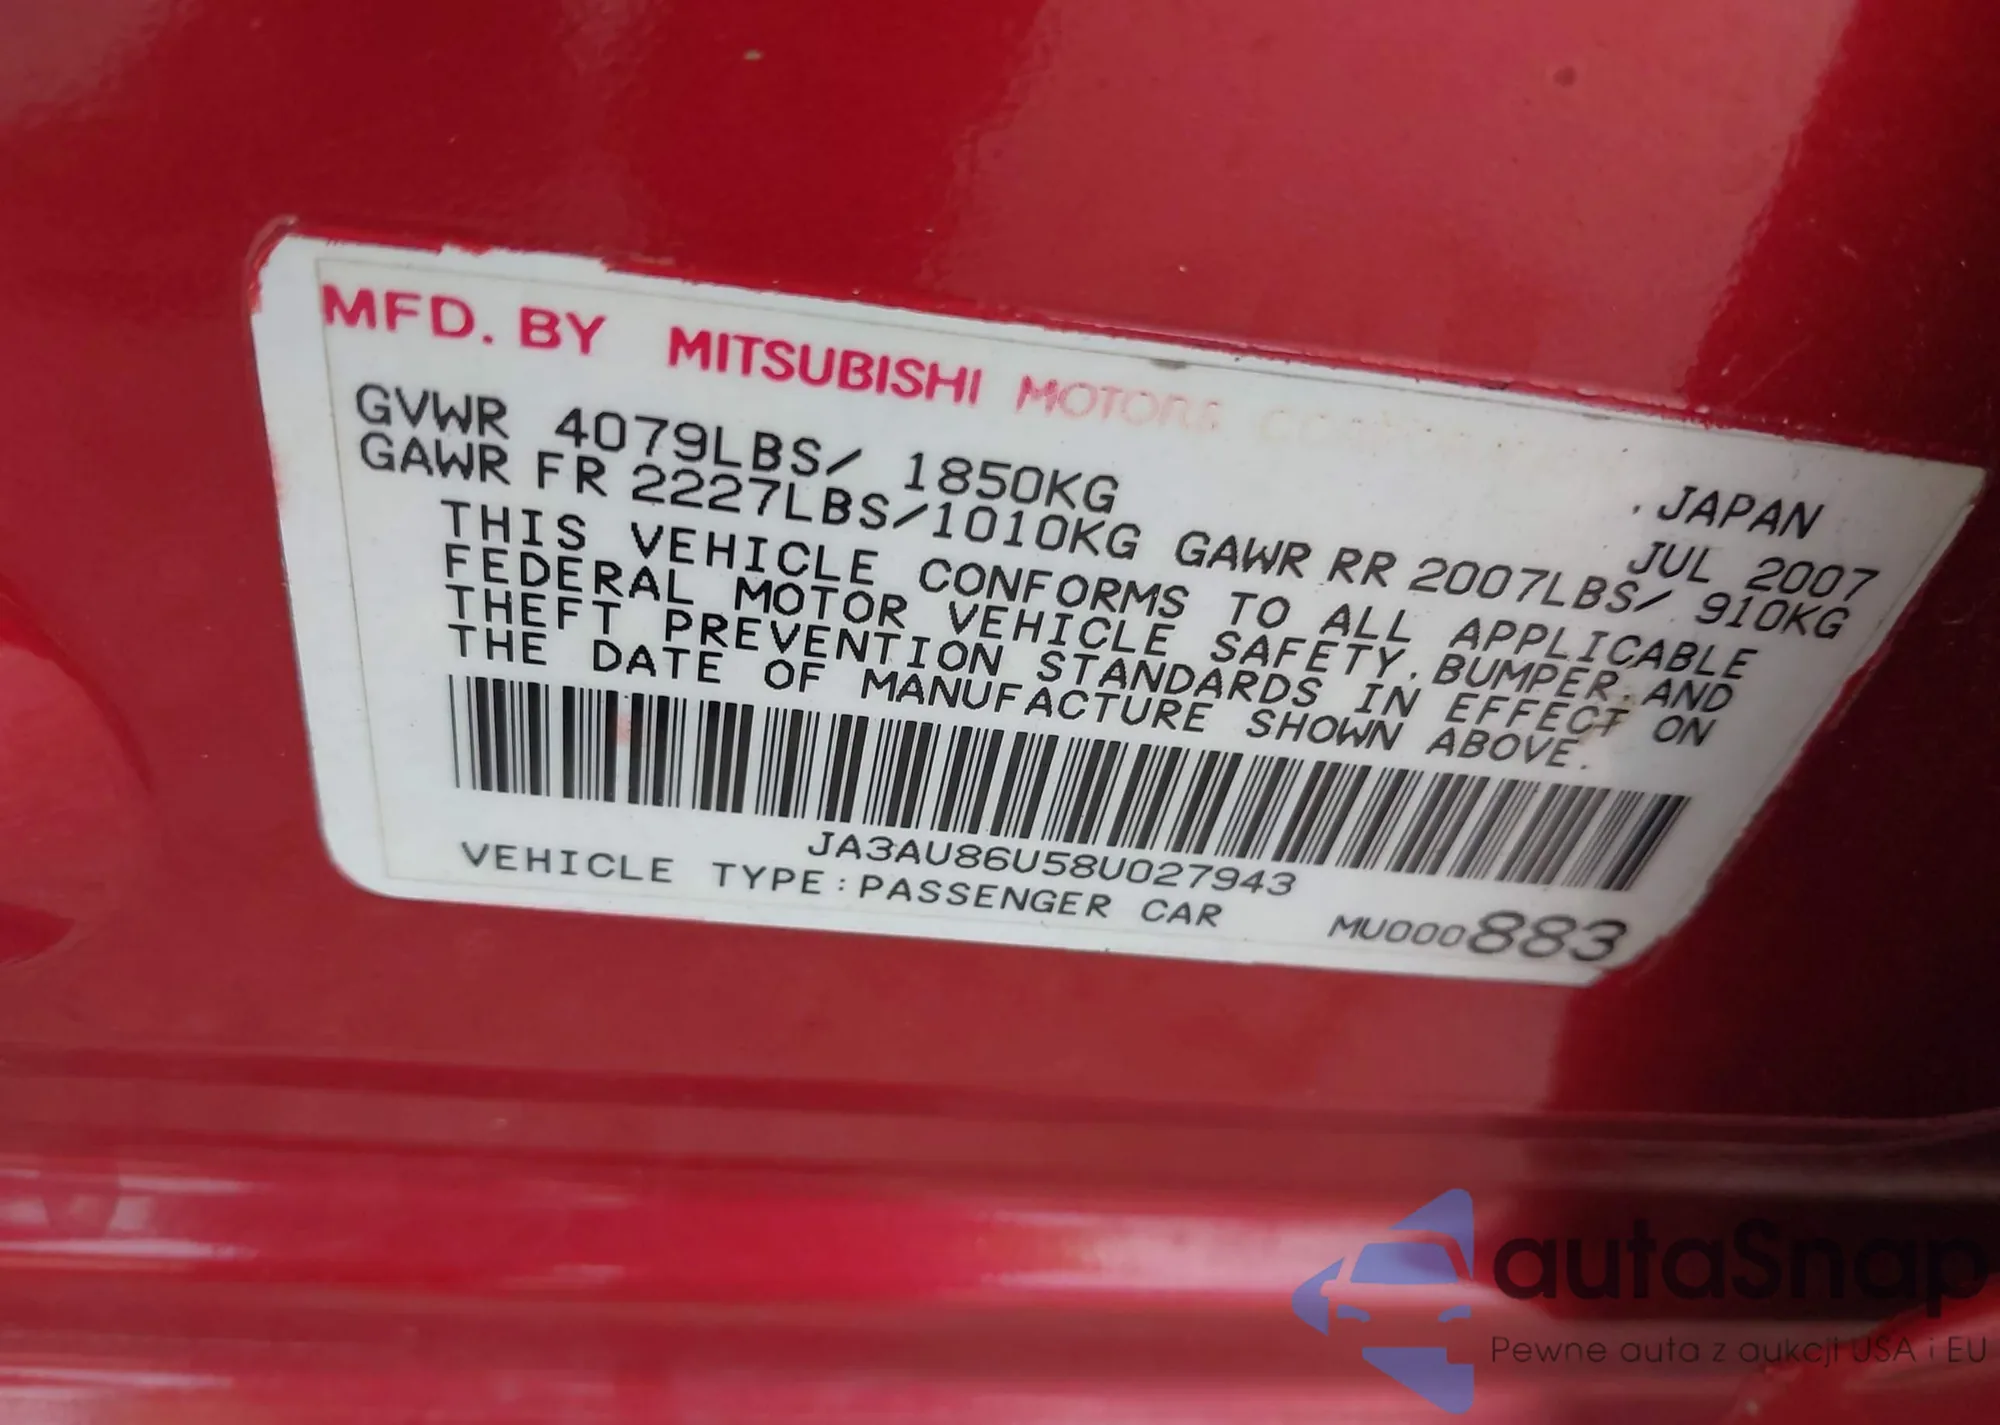 MFD. BY MITSUBISHI MOTORS
. JAPAN
GVWR 4079LBS/ 1850KG JUL 2007
GAWR FR 2227LBS/1010KG GAWR RR 2007LBS/ 910KG
THIS VEHICLE CONFORMS TO ALL APPLICABLE
FEDERAL MOTOR VEHICLE SAFETY, BUMPER, AND
THEFT PREVENTION STANDARDS IN EFFECT ON
THE DATE OF MANUFACTURE SHOWN ABOVE.
JA3AU86U58U027943
VEHICLE TYPE:PASSENGER CAR MU000883
autaSnap
Pewne auta z aukcji USA i EU